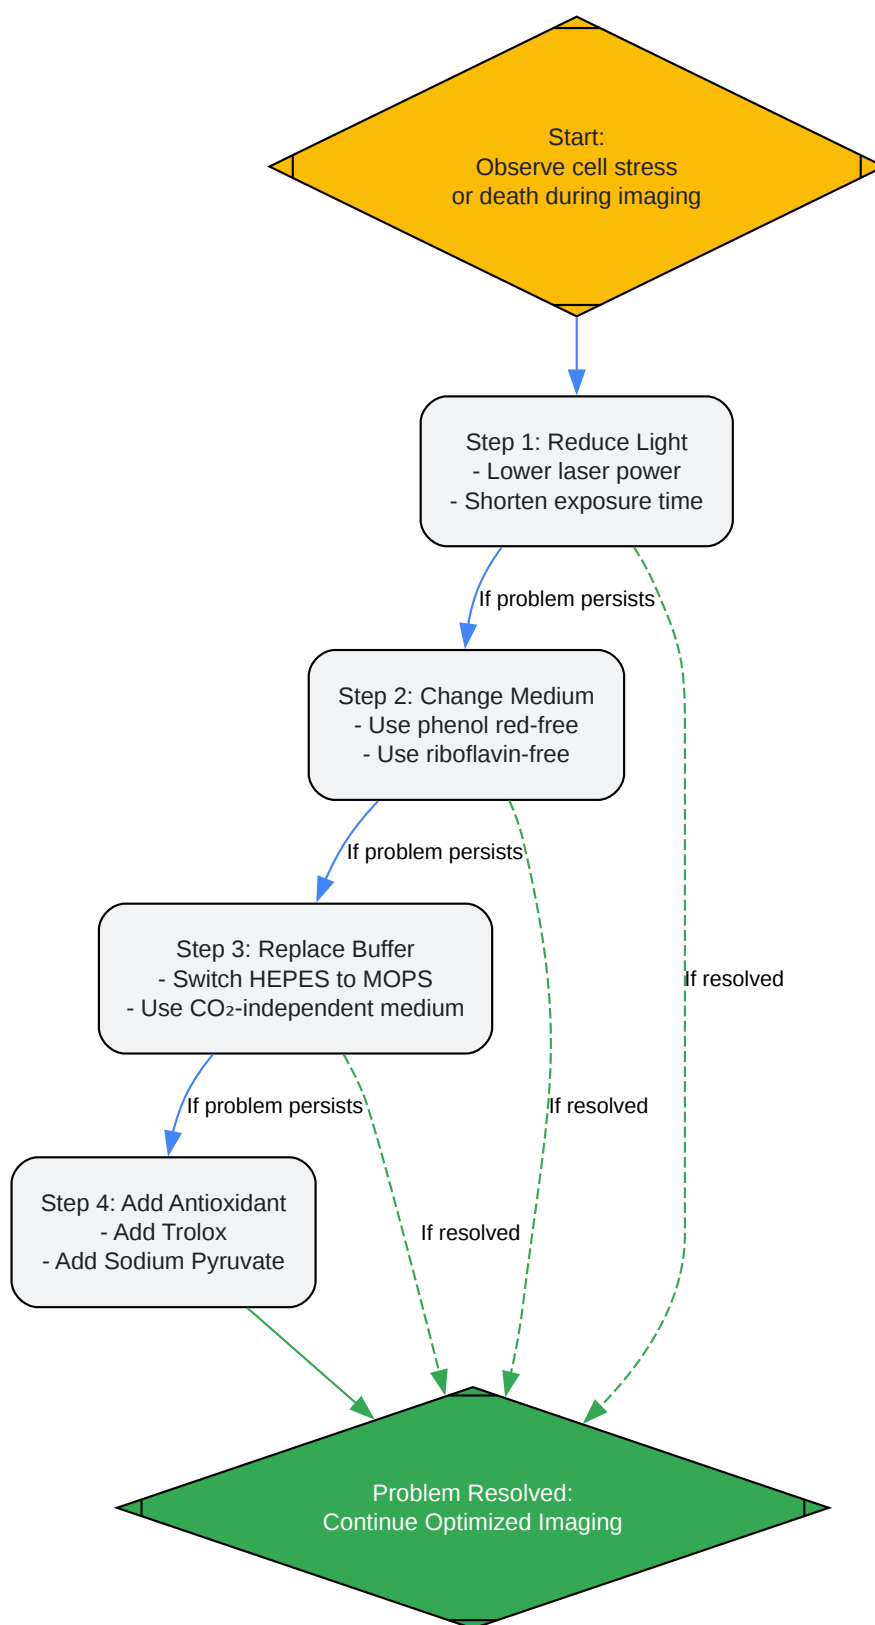 Start:
Observe cell stress
or death during imaging
Step 1: Reduce Light
- Lower laser power
- Shorten exposure time
If problem persists
Step 2: Change Medium
- Use phenol red-free
- Use riboflavin-free
If problem persists
Step 3: Replace Buffer
- Switch HEPES to MOPS
- Use CO₂-independent medium
If resolved
If problem persists
If resolved
Step 4: Add Antioxidant
- Add Trolox
- Add Sodium Pyruvate
If resolved
Problem Resolved:
Continue Optimized Imaging